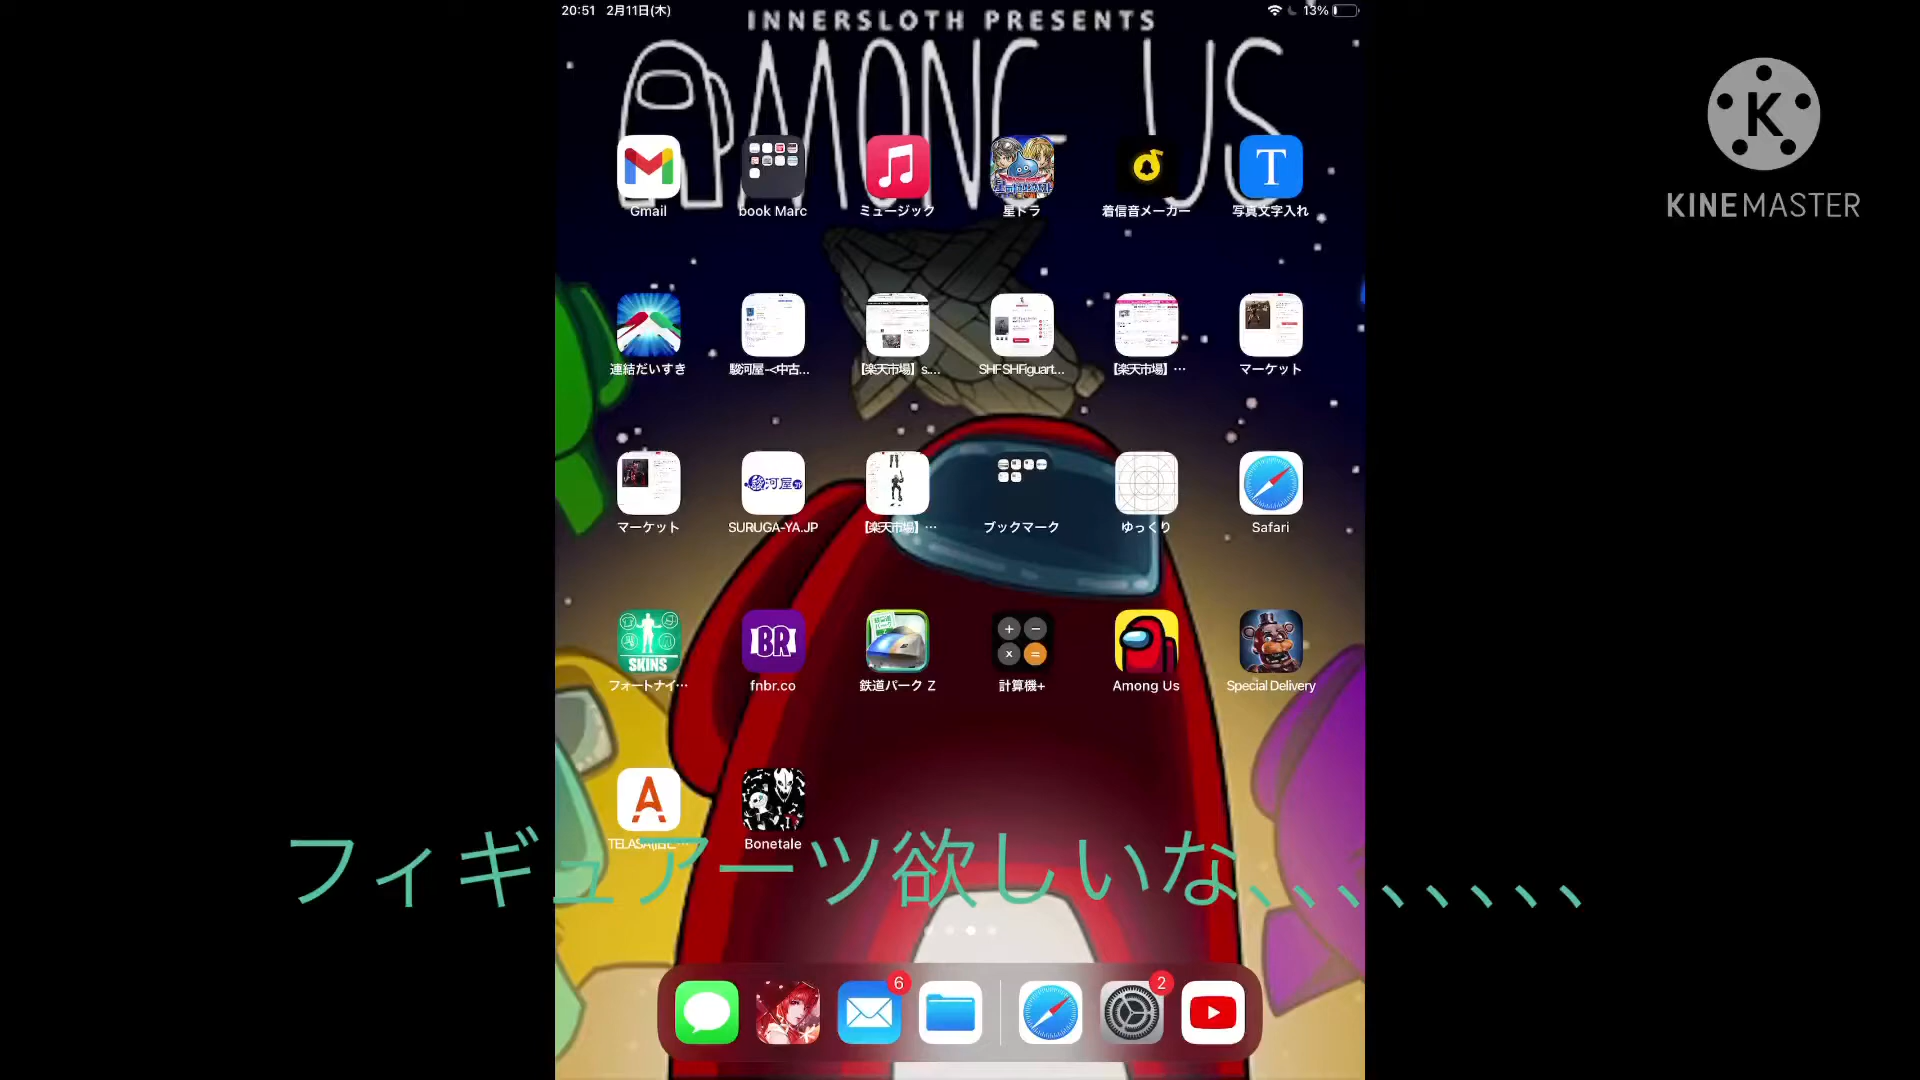 20:51 2月11日(木)
13%
INNERSLOTH PRESENTS
AMONG US
K
KINEMASTER
Gmail
book Marc
ミュージック
星ドラ
着信音メーカー
T
写真文字入れ
連結だいすき
駿河屋 -<中古...
【楽天市場】s....
SHF SHFiguart...
【楽天市場】…
マーケット
マーケット
駿河屋
SURUGA-YA.JP
【楽天市場】…
ブックマーク
ゆっくり
Safari
SKINS
フォートナイ…
BR
fnbr.co
鉄道パーク Z
計算機+
Among Us
Special Delivery
A
Bonetale
フィギュアーツ欲しいな、、、、、、、、
6
2